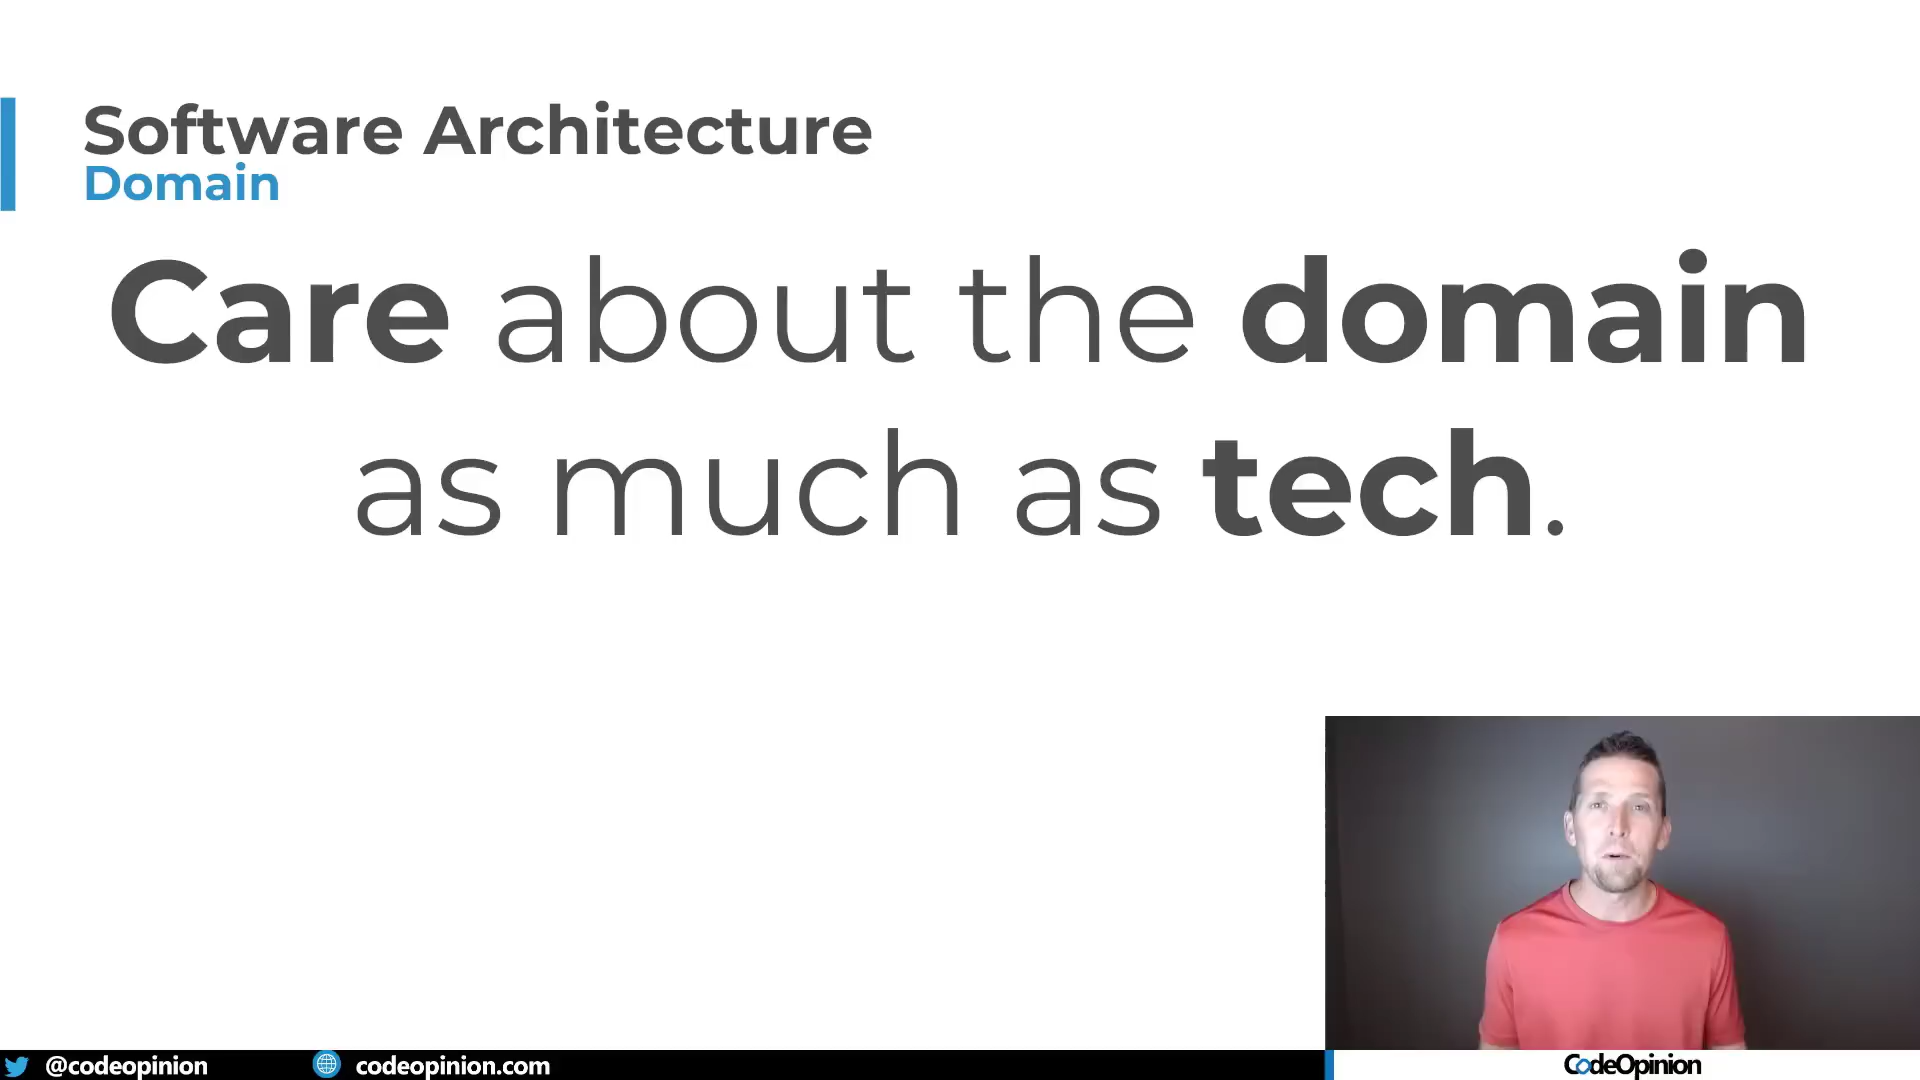 Software Architecture
Domain
Care about the domain
as much as tech.
@codeopinion
codeopinion.com
CodeOpinion